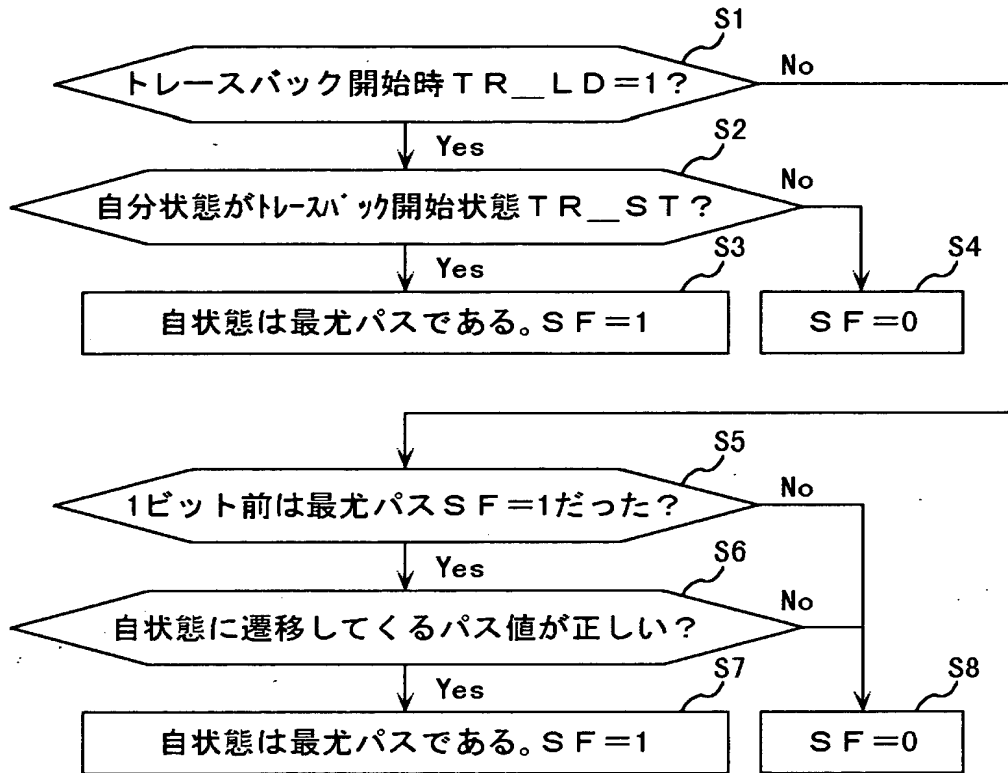 S1
トレースバック開始時TR＿LD＝1？
No
Yes
S2
自分状態がﾄﾚｰｽﾊﾞｯｸ開始状態TR＿ST？
No
Yes
S3
自状態は最尤パスである。SF＝1
S4
SF＝0
S5
1ビット前は最尤パスSF＝1だった？
No
Yes
S6
自状態に遷移してくるパス値が正しい？
No
Yes
S7
自状態は最尤パスである。SF＝1
S8
SF＝0